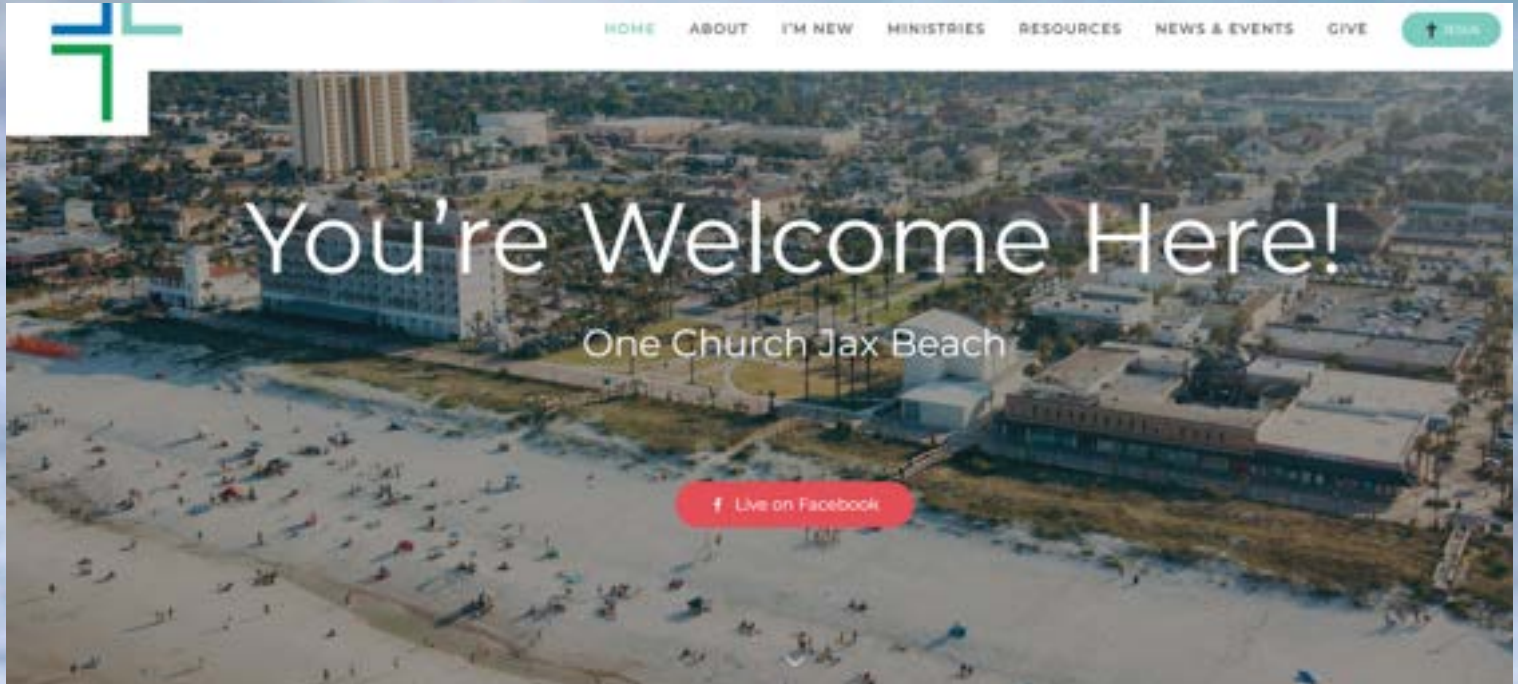 HOME ABOUT I'M NEW MINISTRIES RESOURCES NEWS & EVENTS GIVE
You're Welcome Here!
One Church Jax Beach
Live on Facebook